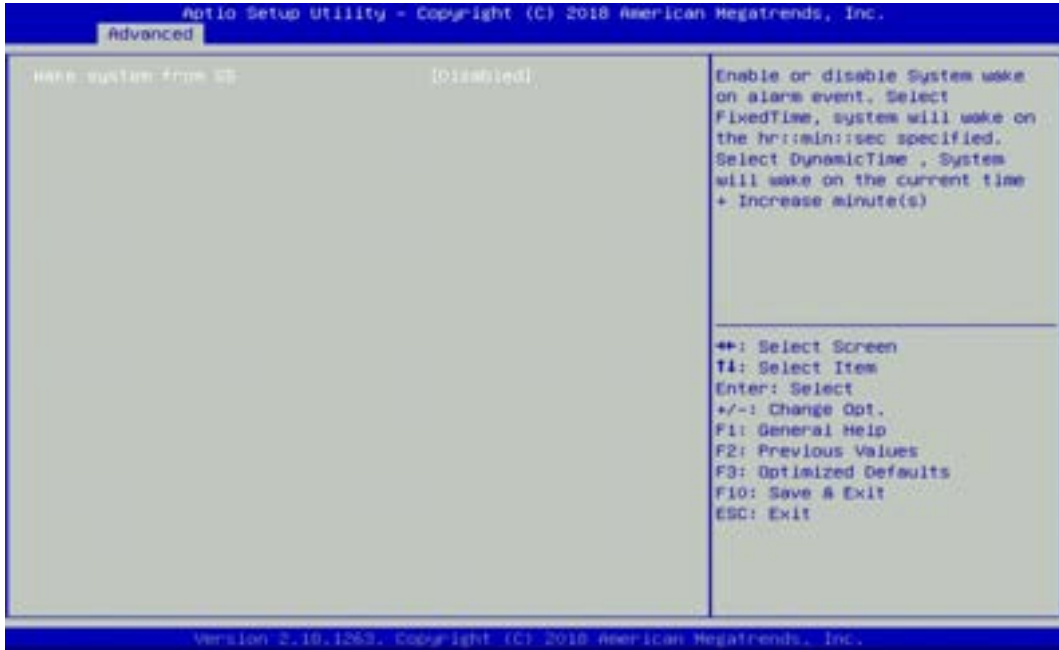 Aptio Setup Utility – Copyright (C) 2018 American Megatrends, Inc.
Advanced
Wake system from S5 [Disabled]
Enable or disable System wake
on alarm event. Select
FixedTime, system will wake on
the hr::min::sec specified.
Select DynamicTime , System
will wake on the current time
+ Increase minute(s)
→←: Select Screen
↑↓: Select Item
Enter: Select
+/-: Change Opt.
F1: General Help
F2: Previous Values
F3: Optimized Defaults
F10: Save & Exit
ESC: Exit
Version 2.18.1263. Copyright (C) 2018 American Megatrends, Inc.